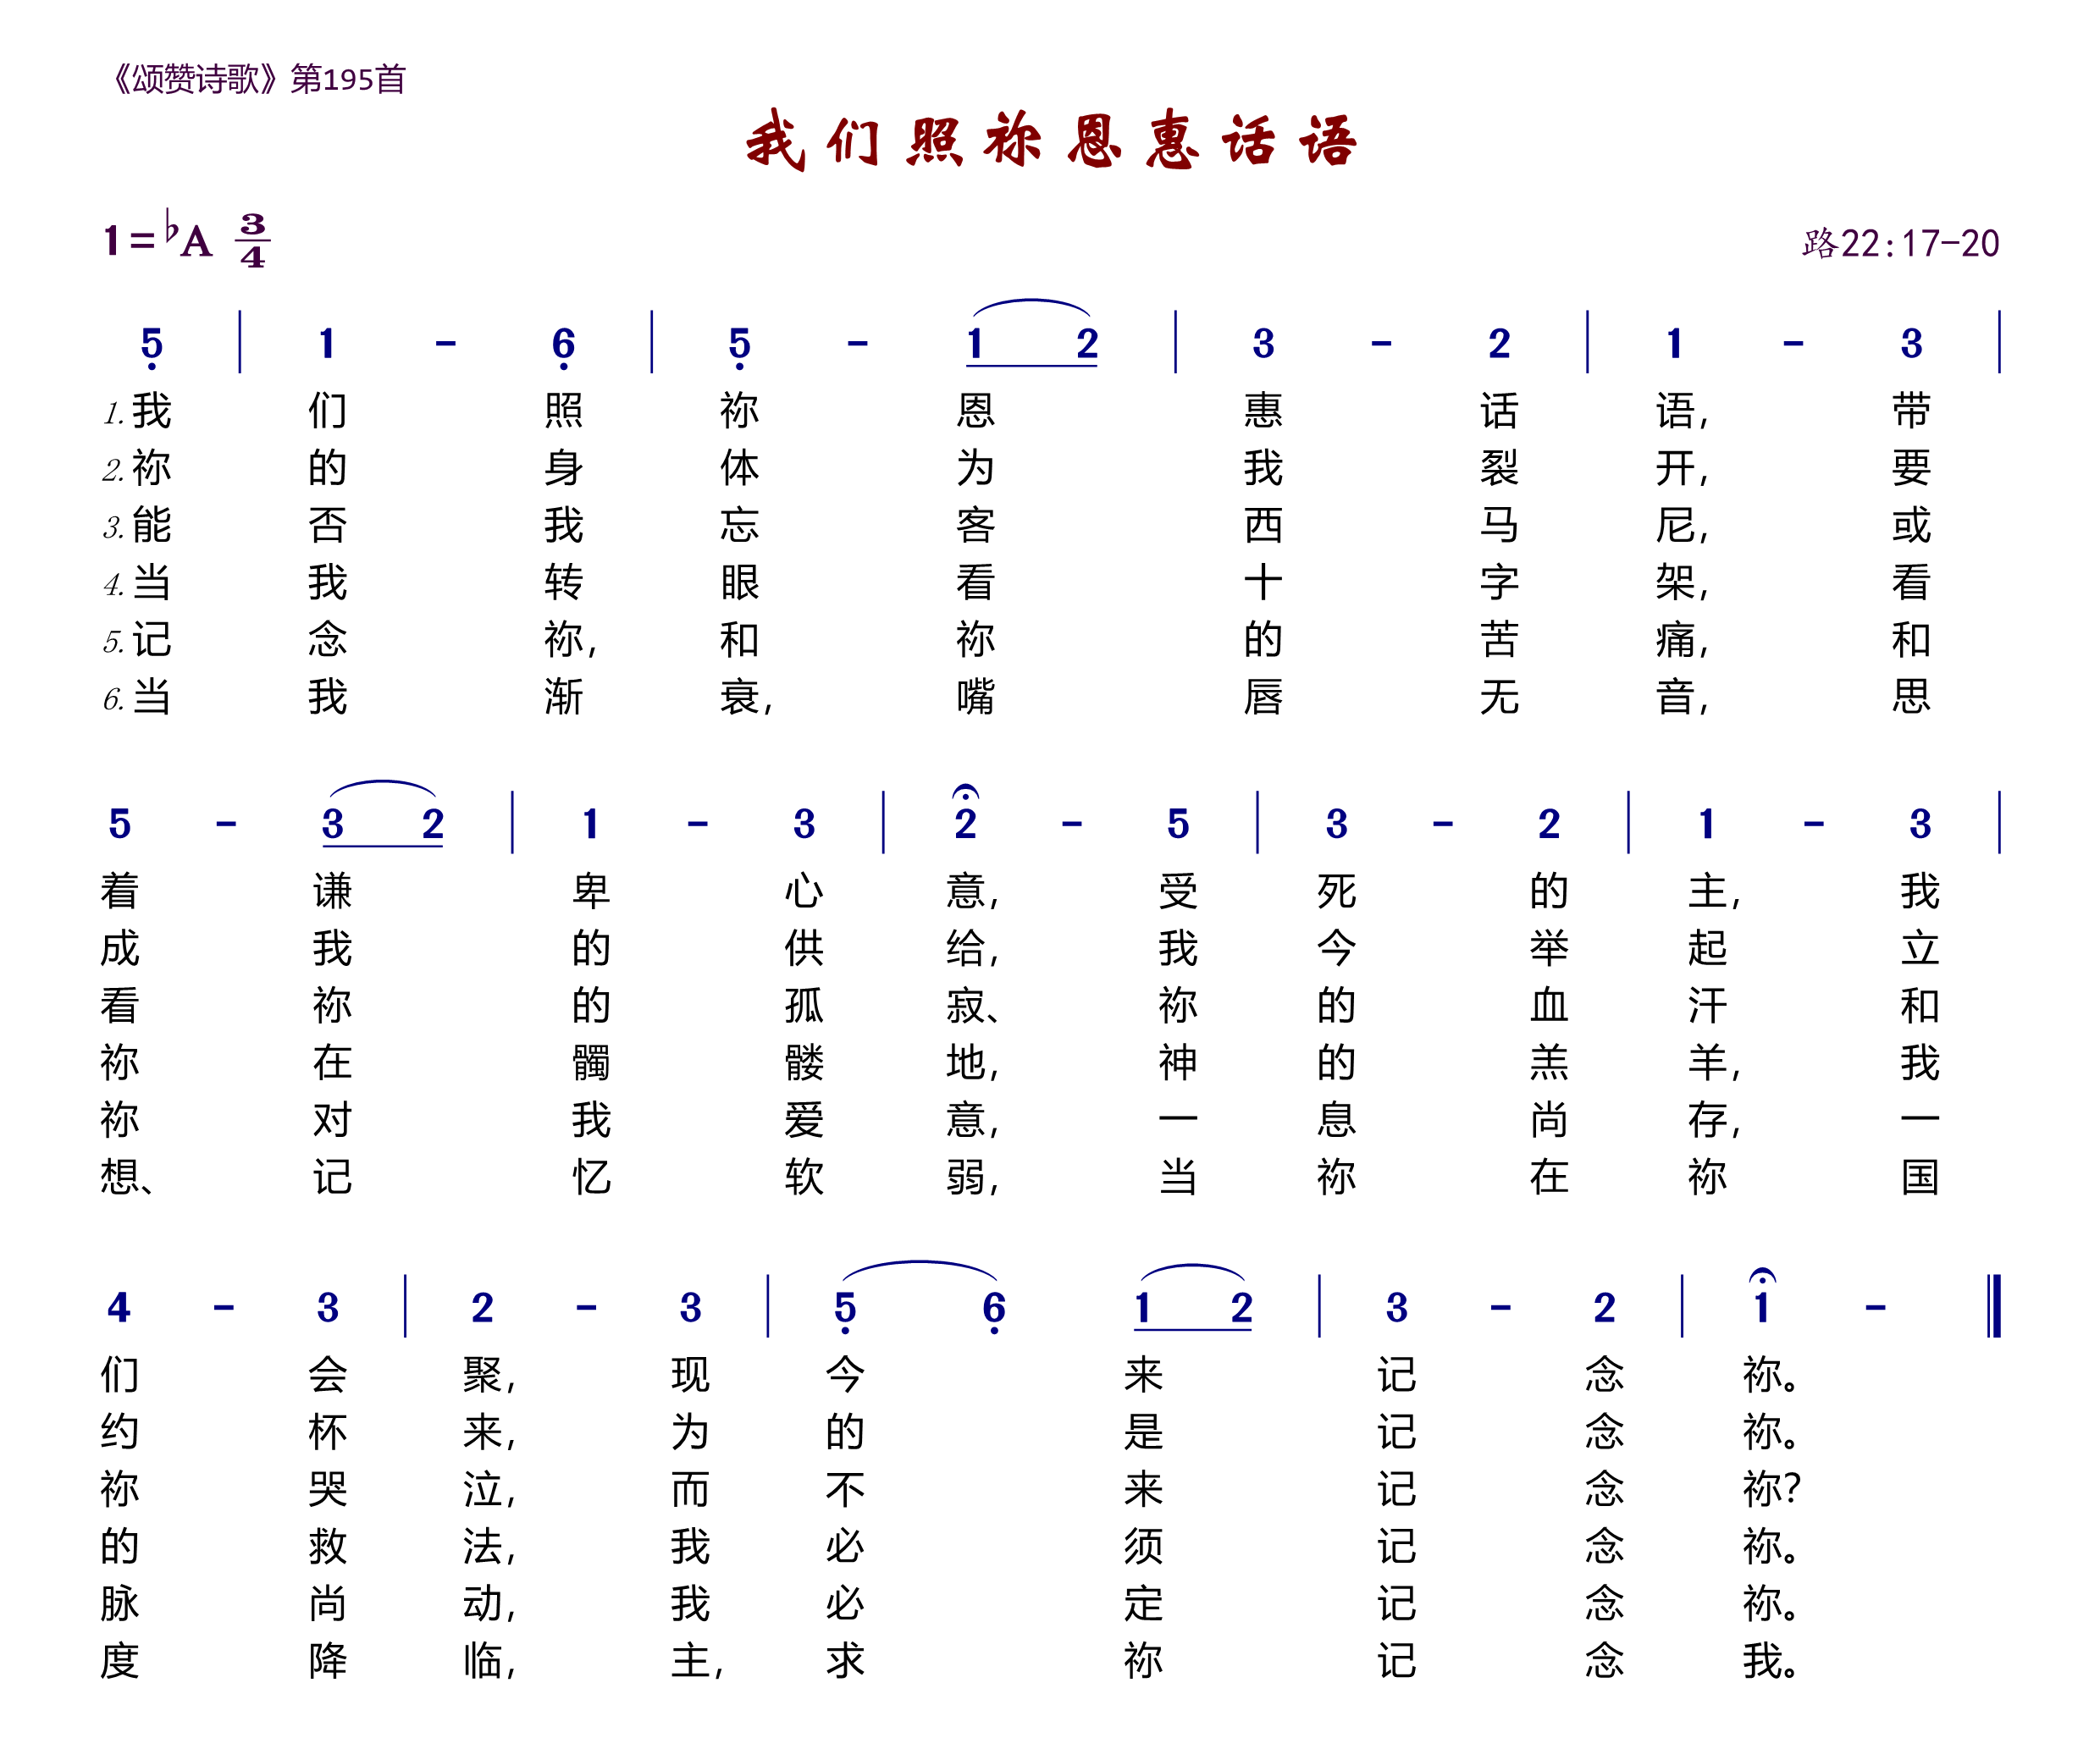 《颂赞诗歌》第195首
我们照祢恩惠话语
1=♭A 3/4
路22:17-20
5̣ | 1 - 6̣ | 5̣ - 1 2 | 3 - 2 | 1 - 3 |
1.我们照祢恩惠话语，带
2.祢的身体为我裂开，要
3.能否我忘客西马尼，或
4.当我转眼看十字架，看
5.记念祢，和祢的苦痛，和
6.当我渐衰，嘴唇无音，思
5 - 3 2 | 1 - 3 | 2 - 5 | 3 - 2 | 1 - 3 |
着谦卑心意，受死的主，我
成我的供给，我今举起立
看祢的孤寂、祢的血汗和
祢在髑髅地，神的羔羊，我
祢对我爱意，一息尚存，一
想、记忆软弱，当祢在祢国
4 - 3 | 2 - 3 | 5̣ 6̣ 1 2 | 3 - 2 | 1 -
们会聚，现今来记念祢。
约杯来，为的是记念祢。
祢哭泣，而不来记念祢？
的救法，我必须记念祢。
脉尚动，我必定记念祢。
度降临，主，求祢记念我。